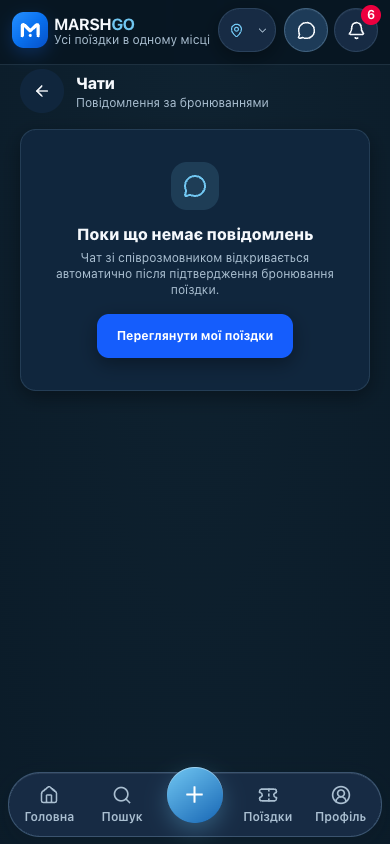 MARSHGO
Усі поїздки в одному місці
6
Чати
Повідомлення за бронюваннями
Поки що немає повідомлень
Чат зі співрозмовником відкривається
автоматично після підтвердження бронювання
поїздки.
Переглянути мої поїздки
Головна
Пошук
Поїздки
Профіль